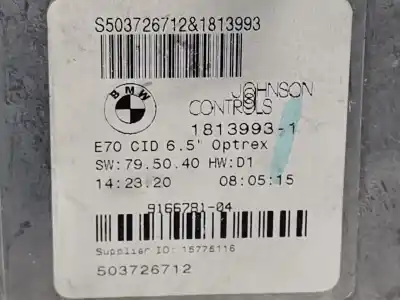 S503726712&1813993
BMW
JOHNSON
CONTROLS
1813993-1
E70 CID 6.5" Optrex
SW:79.50.40 HW:D1
14:23.20 08:05:15
9166781-04
Supplier ID: 15775116
503726712